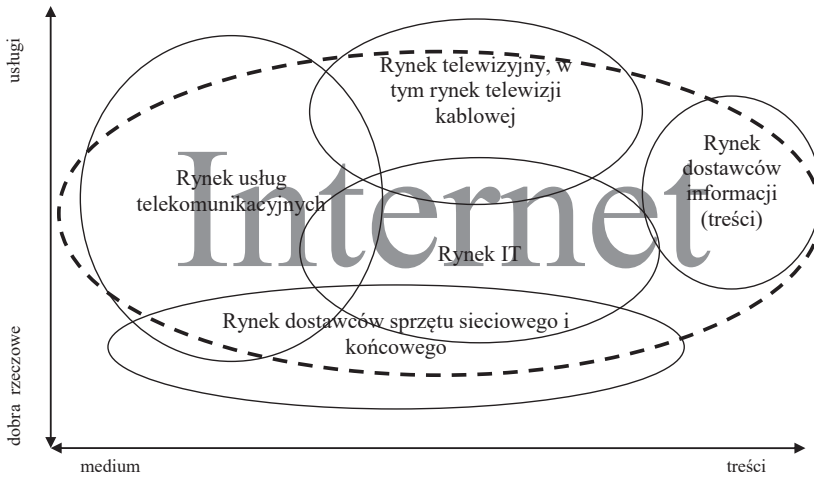 usługi
Rynek telewizyjny, w
tym rynek telewizji
kablowej
Rynek
dostawców
informacji
(treści)
Rynek usług
telekomunikacyjnych
Internet
Rynek IT
Rynek dostawców sprzętu sieciowego i
końcowego
dobra rzeczowe
medium
treści